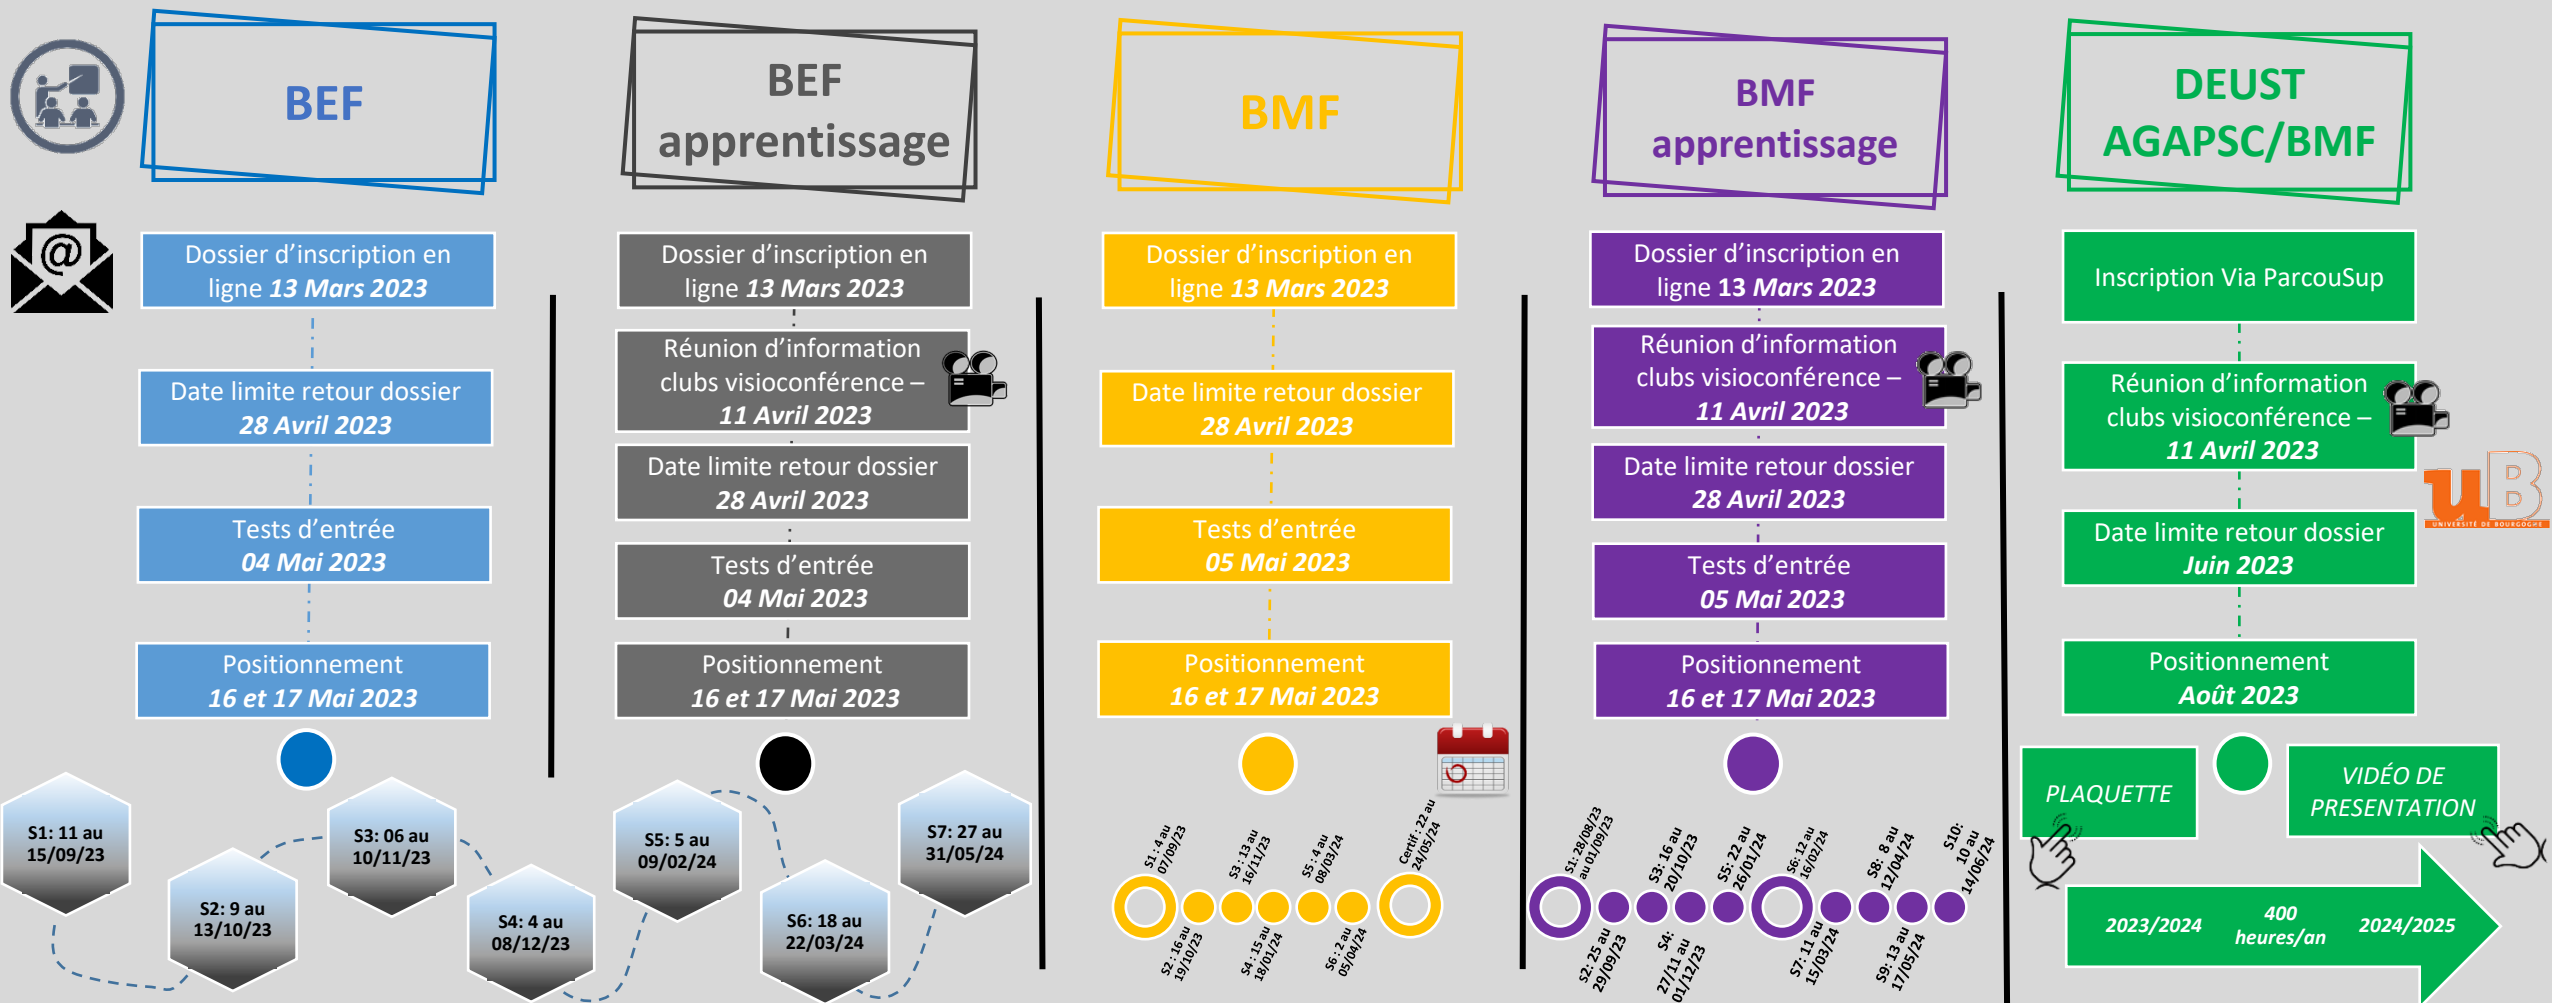 BEF
Dossier d’inscription en
ligne 13 Mars 2023
Date limite retour dossier
28 Avril 2023
Tests d’entrée
04 Mai 2023
Positionnement
16 et 17 Mai 2023
BEF
apprentissage
Dossier d’inscription en
ligne 13 Mars 2023
Réunion d’information
clubs visioconférence –
11 Avril 2023
Date limite retour dossier
28 Avril 2023
Tests d’entrée
04 Mai 2023
Positionnement
16 et 17 Mai 2023
S1: 11 au
15/09/23
S2: 9 au
13/10/23
S3: 06 au
10/11/23
S4: 4 au
08/12/23
S5: 5 au
09/02/24
S6: 18 au
22/03/24
S7: 27 au
31/05/24
BMF
Dossier d’inscription en
ligne 13 Mars 2023
Date limite retour dossier
28 Avril 2023
Tests d’entrée
05 Mai 2023
Positionnement
16 et 17 Mai 2023
S1 : 4 au
07/09/23
S2 : 16 au
19/10/23
S3 : 13 au
16/11/23
S4 : 15 au
18/01/24
S5 : 4 au
08/03/24
S6 : 2 au
05/04/24
Certif : 22 au
24/05/24
BMF
apprentissage
Dossier d’inscription en
ligne 13 Mars 2023
Réunion d’information
clubs visioconférence –
11 Avril 2023
Date limite retour dossier
28 Avril 2023
Tests d’entrée
05 Mai 2023
Positionnement
16 et 17 Mai 2023
S1: 28/08/23
au 01/09/23
S2: 25 au
29/09/23
S3: 16 au
20/10/23
S4:
27/11 au
01/12/23
S5: 22 au
26/01/24
S6: 12 au
16/02/24
S7: 11 au
15/03/24
S8: 8 au
12/04/24
S9: 13 au
17/05/24
S10:
10 au
14/06/24
DEUST
AGAPSC/BMF
Inscription Via ParcouSup
Réunion d’information
clubs visioconférence –
11 Avril 2023
uB
UNIVERSITÉ DE BOURGOGNE
Date limite retour dossier
Juin 2023
Positionnement
Août 2023
PLAQUETTE
VIDÉO DE
PRESENTATION
2023/2024
400
heures/an
2024/2025